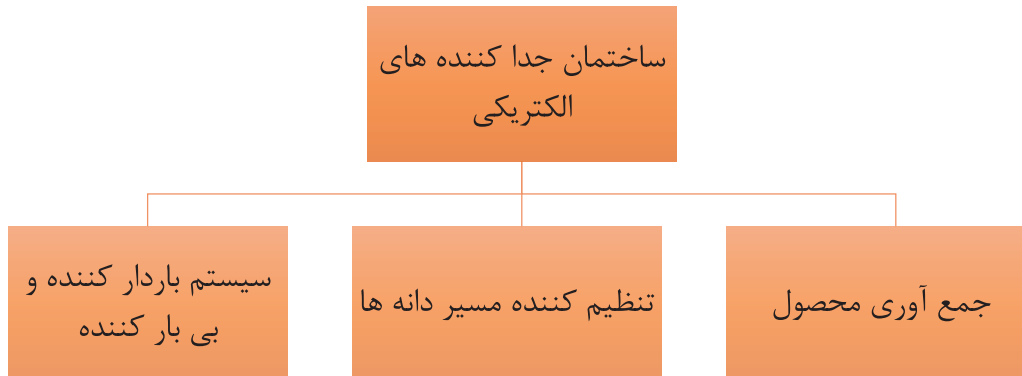 ساختمان جدا کننده های
الکتریکی
جمع آوری محصول
تنظیم کننده مسیر دانه ها
سیستم باردار کننده و
بی بار کننده